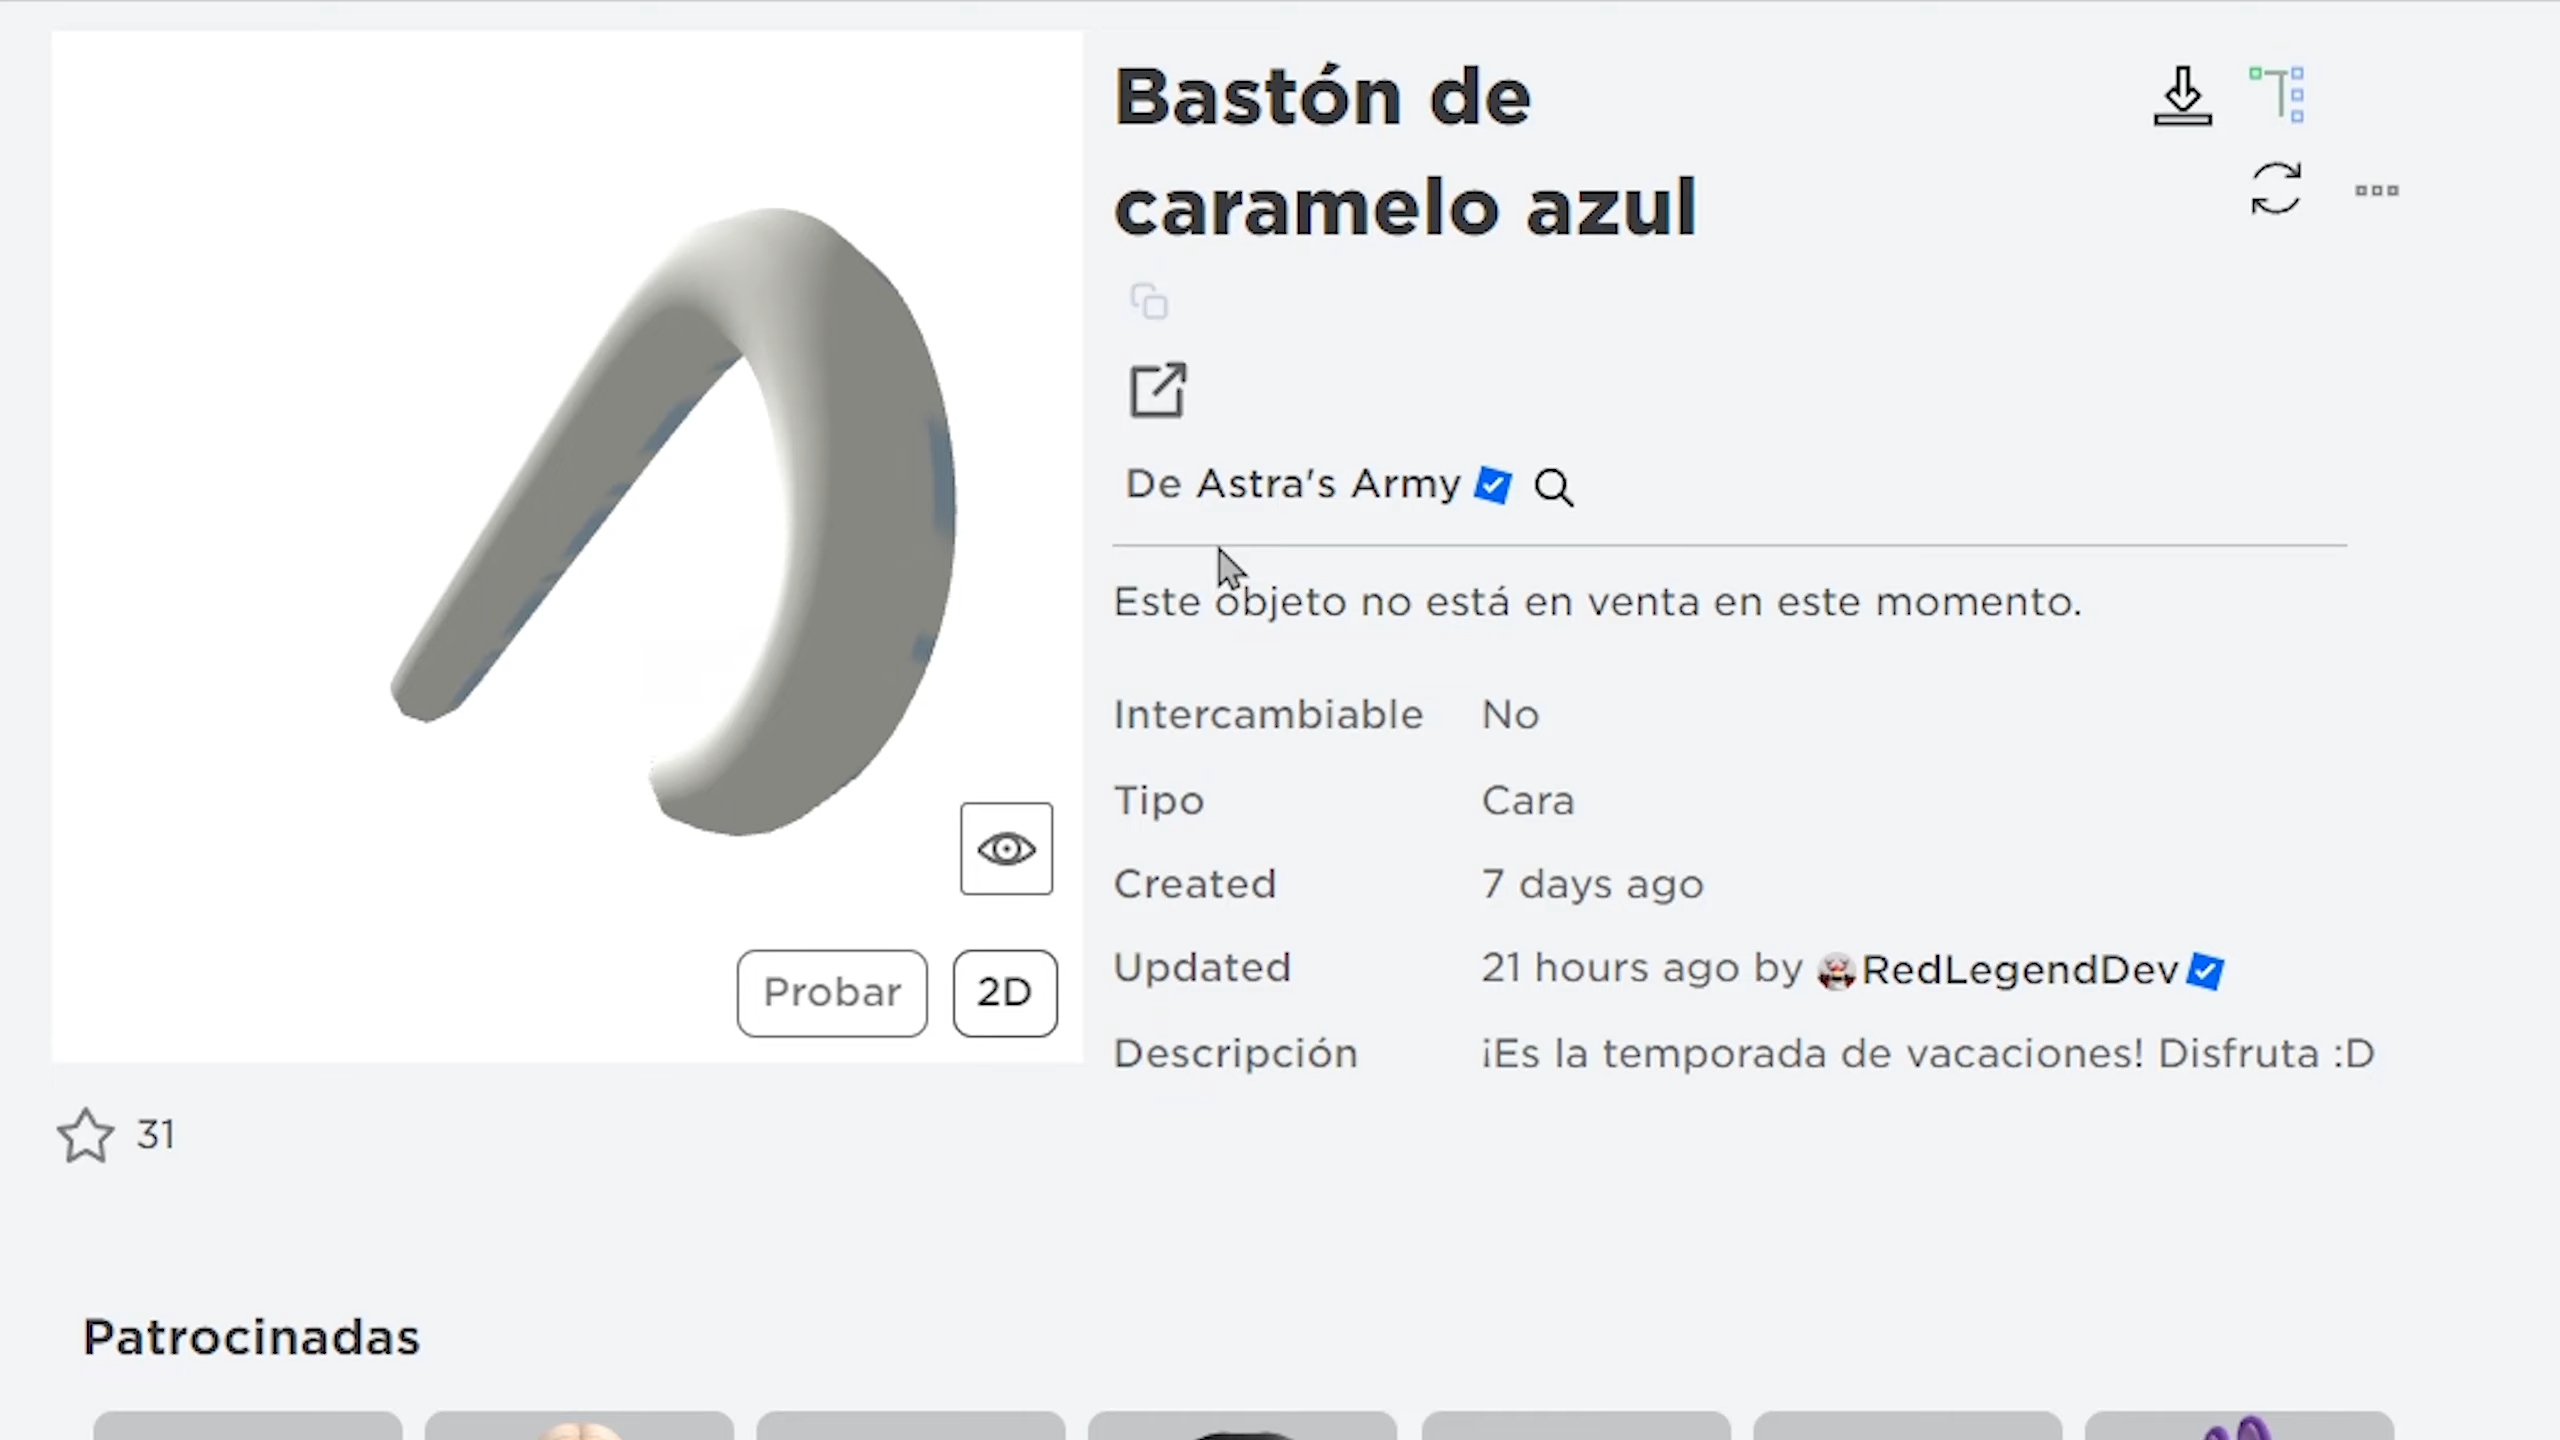 Bastón de
caramelo azul
De Astra's Army
Este objeto no está en venta en este momento.
Intercambiable No
Tipo Cara
Created 7 days ago
Updated 21 hours ago by RedLegendDev
Descripción ¡Es la temporada de vacaciones! Disfruta :D
Probar 2D
31
Patrocinadas